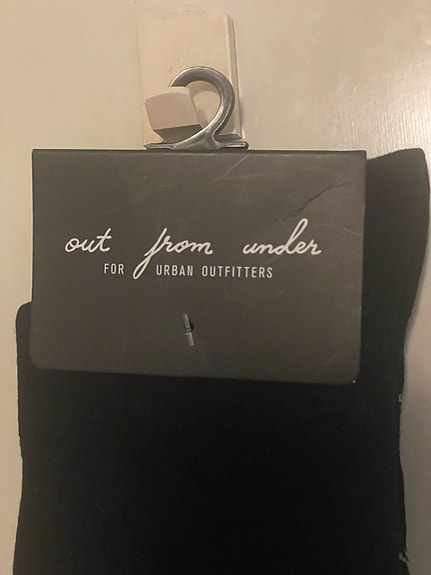 out from under
FOR URBAN OUTFITTERS